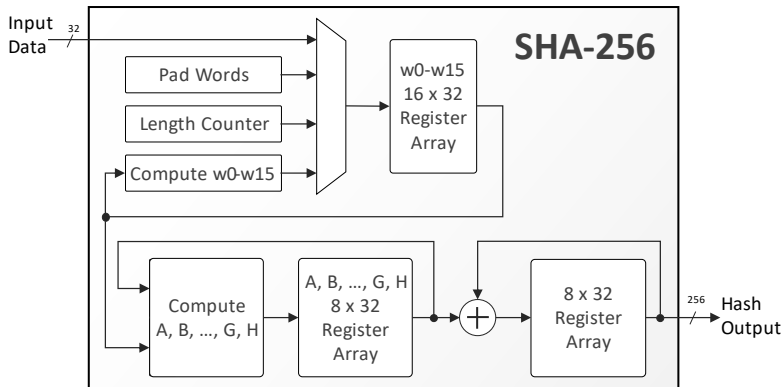 Input
Data
32
SHA-256
Pad Words
Length Counter
Compute w0-w15
w0-w15
16 x 32
Register
Array
Compute
A, B, ..., G, H
A, B, ..., G, H
8 x 32
Register
Array
8 x 32
Register
Array
256
Hash
Output